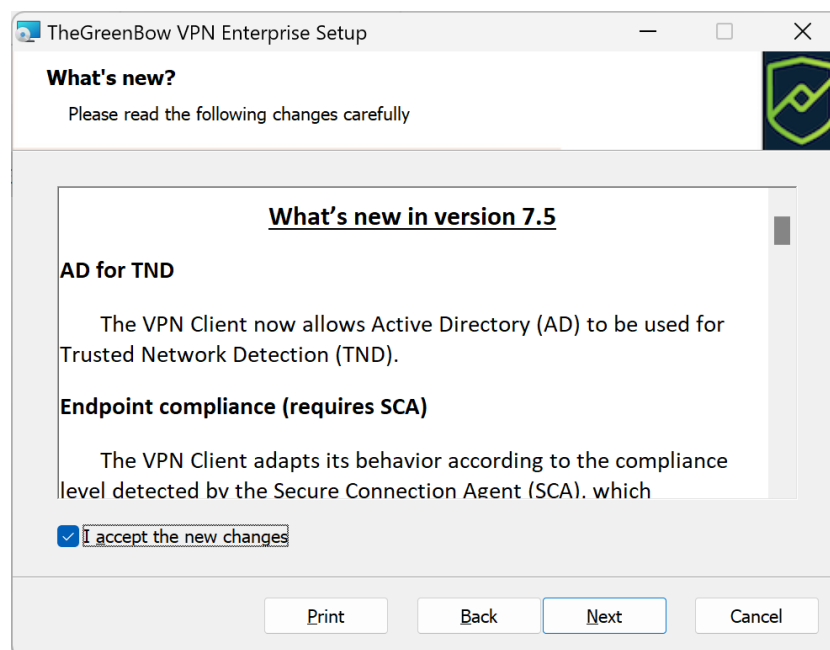 TheGreenBow VPN Enterprise Setup
What's new?
Please read the following changes carefully
What’s new in version 7.5
AD for TND
The VPN Client now allows Active Directory (AD) to be used for
Trusted Network Detection (TND).
Endpoint compliance (requires SCA)
The VPN Client adapts its behavior according to the compliance
level detected by the Secure Connection Agent (SCA), which
I accept the new changes
Print
Back
Next
Cancel